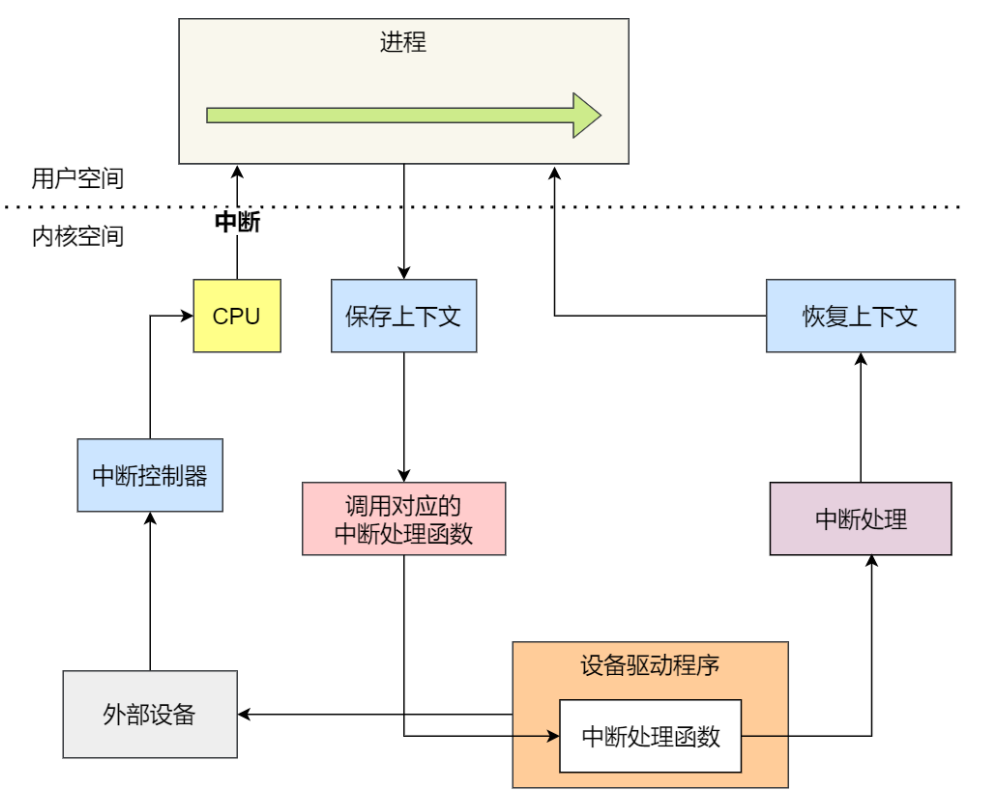 进程
用户空间
中断
内核空间
CPU
保存上下文
恢复上下文
中断控制器
调用对应的
中断处理函数
中断处理
设备驱动程序
外部设备
中断处理函数